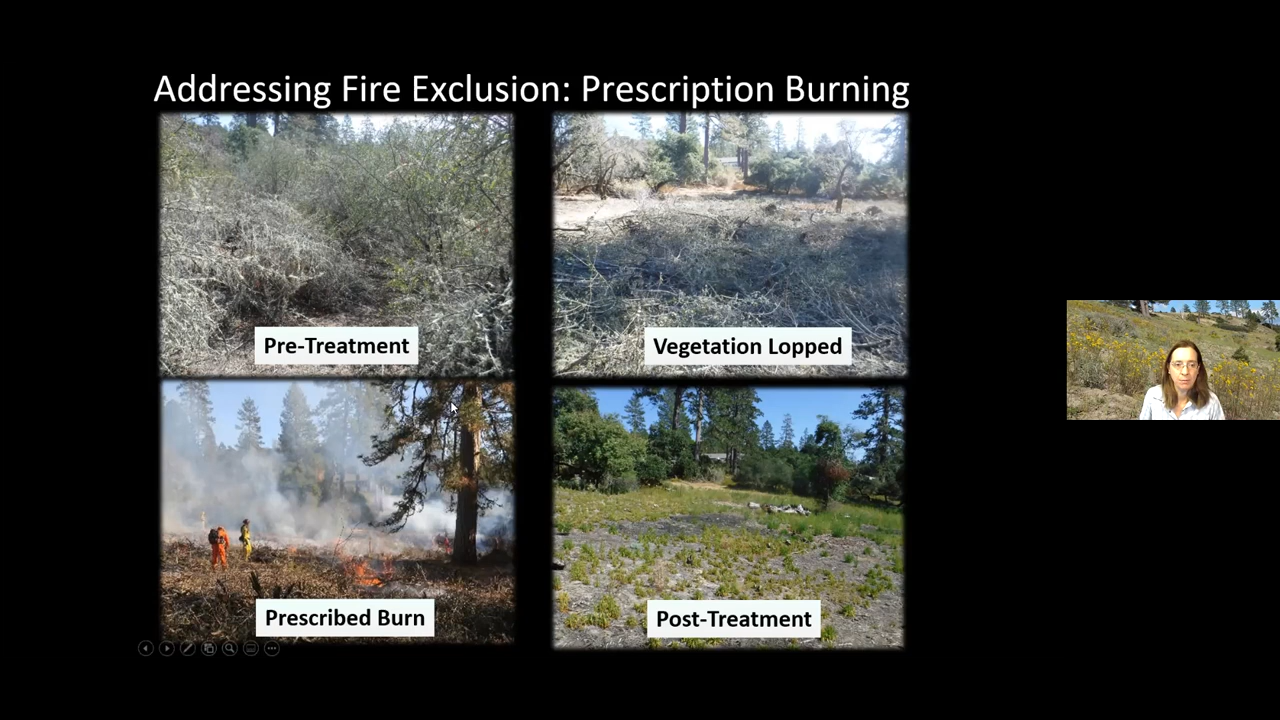 Addressing Fire Exclusion: Prescription Burning
Pre-Treatment
Vegetation Lopped
Prescribed Burn
Post-Treatment